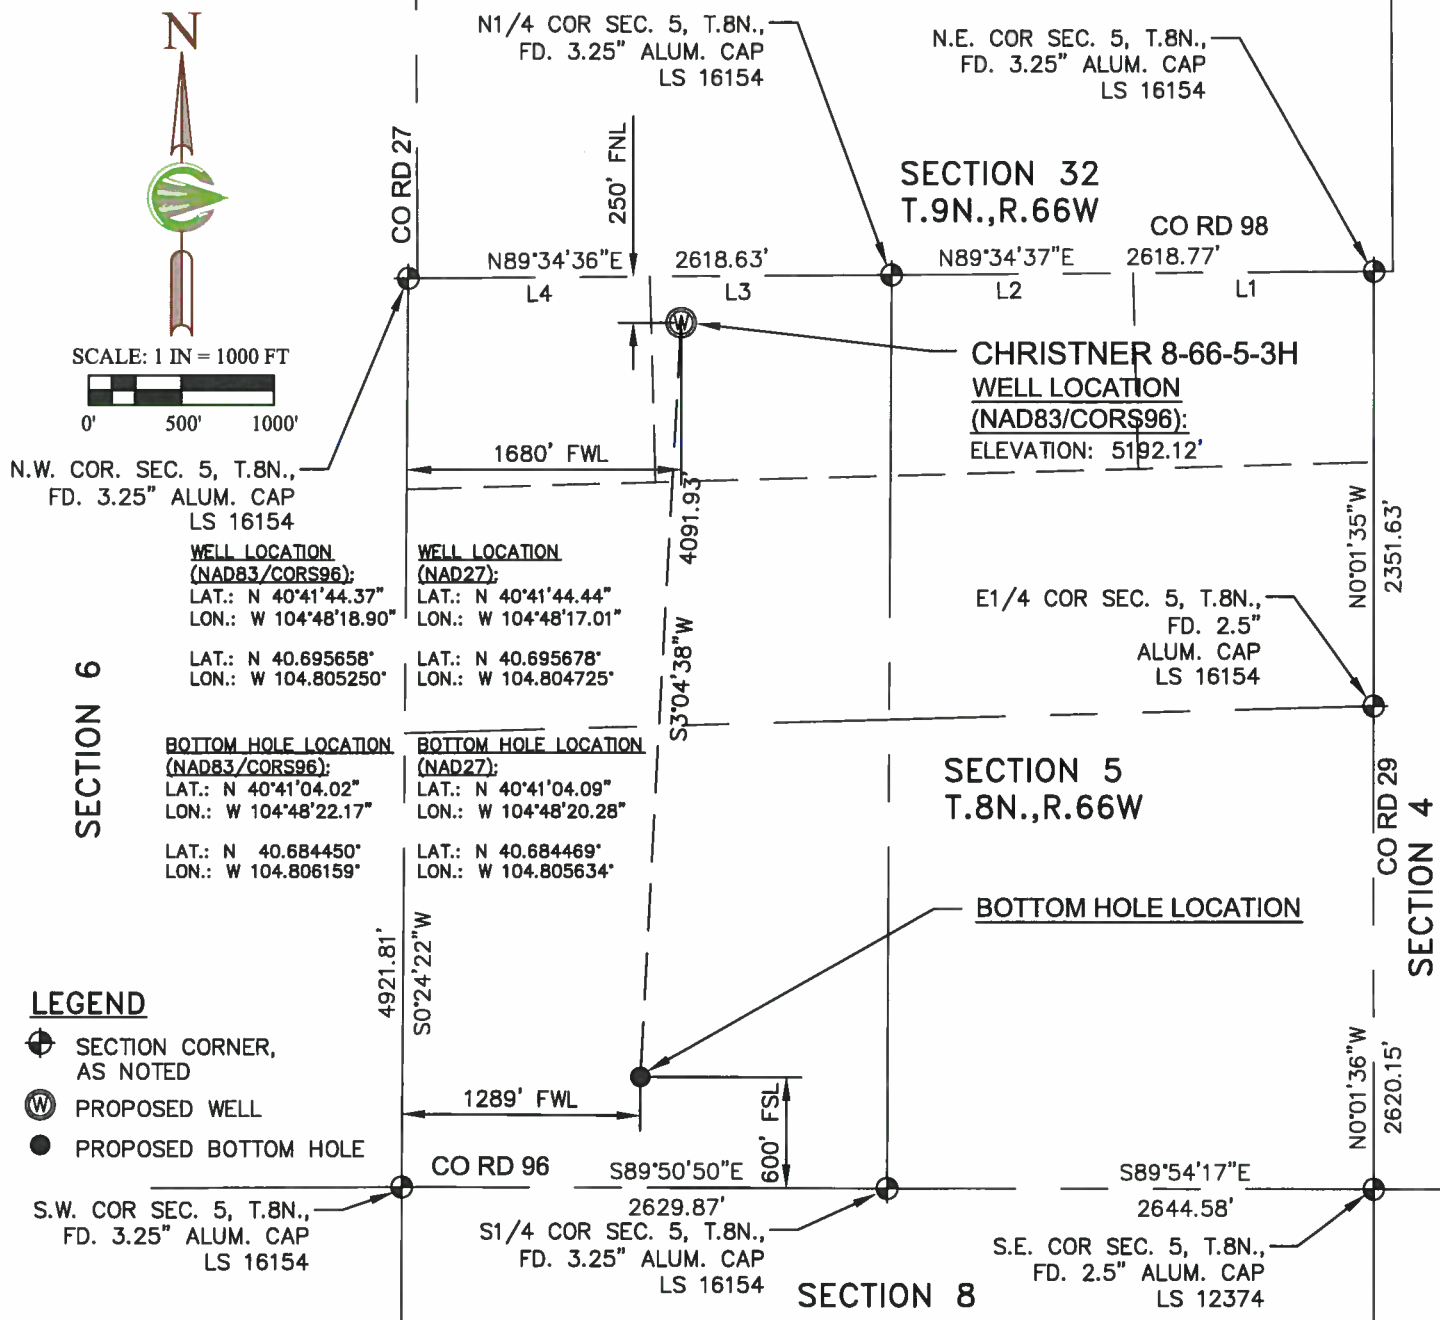 N
SCALE: 1 IN = 1000 FT
0' 500' 1000'
N1/4 COR SEC. 5, T.8N.,
FD. 3.25" ALUM. CAP
LS 16154
N.E. COR SEC. 5, T.8N.,
FD. 3.25" ALUM. CAP
LS 16154
CO RD 27
250' FNL
SECTION 32
T.9N.,R.66W
CO RD 98
N89°34'36"E 2618.63'
N89°34'37"E 2618.77'
L4 L3 L2 L1
W
CHRISTNER 8-66-5-3H
WELL LOCATION
(NAD83/CORS96):
ELEVATION: 5192.12'
1680' FWL
N.W. COR. SEC. 5, T.8N.,
FD. 3.25" ALUM. CAP
LS 16154
4091.93'
S3°04'38"W
N0°01'35"W
2351.63'
WELL LOCATION
(NAD83/CORS96):
LAT.: N 40°41'44.37"
LON.: W 104°48'18.90"
LAT.: N 40.695658°
LON.: W 104.805250°
WELL LOCATION
(NAD27):
LAT.: N 40°41'44.44"
LON.: W 104°48'17.01"
LAT.: N 40.695678°
LON.: W 104.804725°
E1/4 COR SEC. 5, T.8N.,
FD. 2.5"
ALUM. CAP
LS 16154
SECTION 6
BOTTOM HOLE LOCATION
(NAD83/CORS96):
LAT.: N 40°41'04.02"
LON.: W 104°48'22.17"
LAT.: N 40.684450°
LON.: W 104.806159°
BOTTOM HOLE LOCATION
(NAD27):
LAT.: N 40°41'04.09"
LON.: W 104°48'20.28"
LAT.: N 40.684469°
LON.: W 104.805634°
SECTION 5
T.8N.,R.66W
CO RD 29
SECTION 4
BOTTOM HOLE LOCATION
4921.81'
S0°24'22"W
LEGEND
SECTION CORNER,
AS NOTED
W PROPOSED WELL
PROPOSED BOTTOM HOLE
1289' FWL
600' FSL
N0°01'36"W
2620.15'
CO RD 96
S89°50'50"E
2629.87'
S89°54'17"E
2644.58'
S.W. COR SEC. 5, T.8N.,
FD. 3.25" ALUM. CAP
LS 16154
S1/4 COR SEC. 5, T.8N.,
FD. 3.25" ALUM. CAP
LS 16154
S.E. COR SEC. 5, T.8N.,
FD. 2.5" ALUM. CAP
LS 12374
SECTION 8